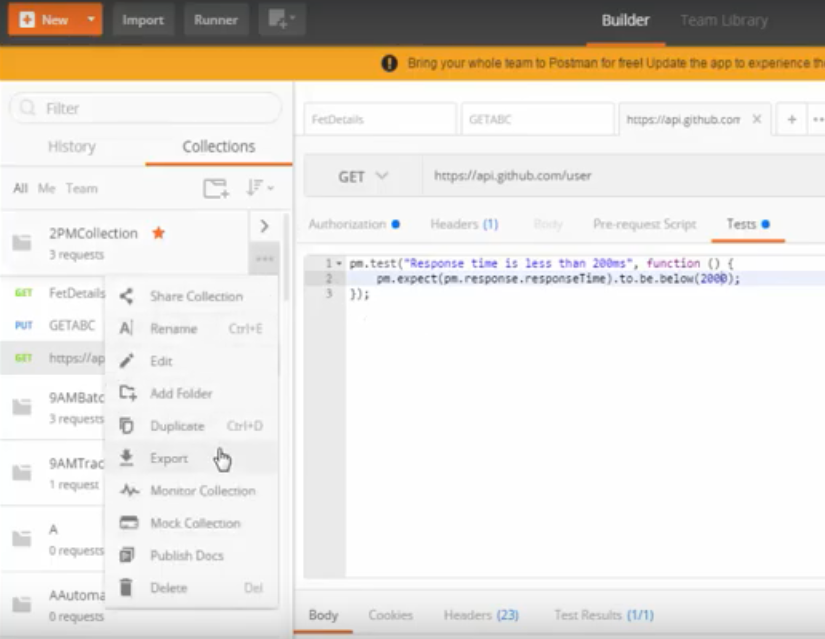 New Import Runner Builder Team Library
Bring your whole team to Postman for free! Update the app to experience the
Filter
History Collections
All Me Team
2PMCollection
3 requests
GET FetDetails
PUT GETABC
GET https://ap
9AMBatc
3 requests
9AMTrac
1 request
A
0 requests
AAutoma
0 requests
Share Collection
Rename Ctrl+E
Edit
Add Folder
Duplicate Ctrl+D
Export
Monitor Collection
Mock Collection
Publish Docs
Delete Del
FetDetails GETABC https://api.github.com × + ••
GET https://api.github.com/user
Authorization Headers (1) Body Pre-request Script Tests
1 pm.test("Response time is less than 200ms", function () {
2 pm.expect(pm.response.responseTime).to.be.below(2000);
3 });
Body Cookies Headers (23) Test Results (1/1)